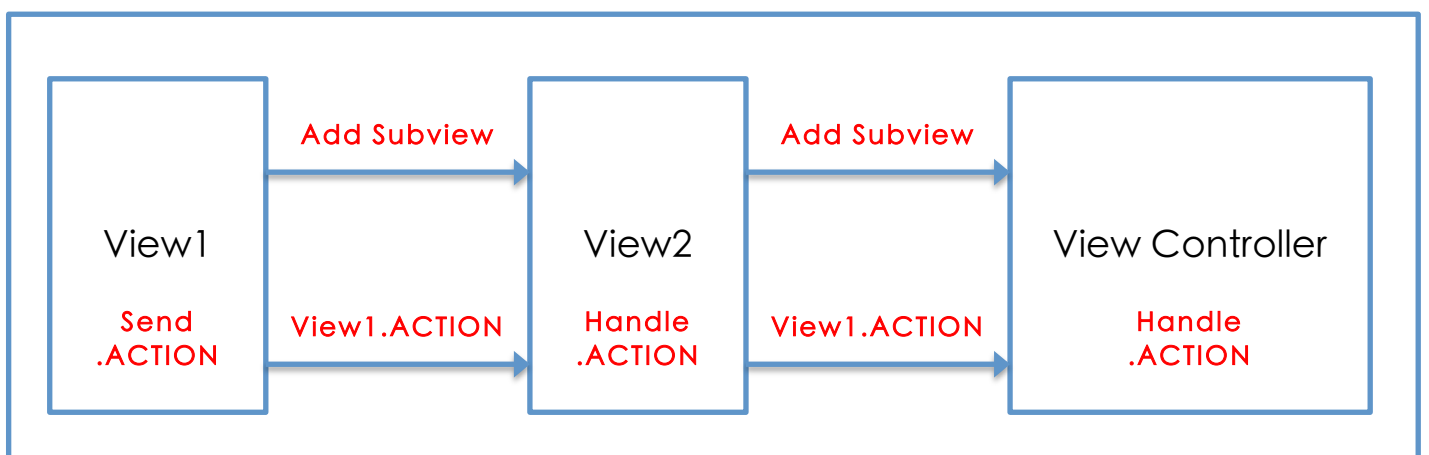 Add Subview
Add Subview
View1
View2
View Controller
Send
.ACTION
View1.ACTION
Handle
.ACTION
View1.ACTION
Handle
.ACTION